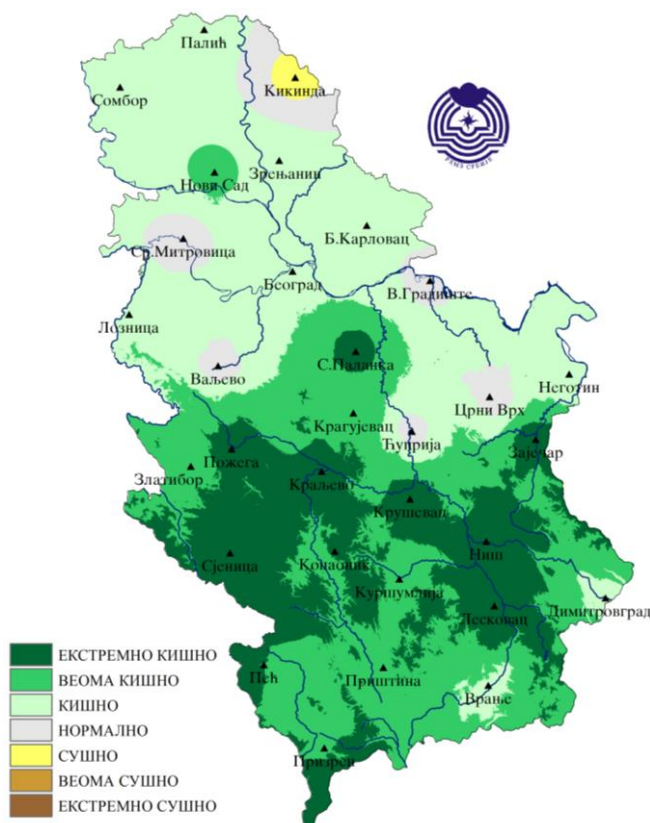 Палић
Кикинда
Сомбор
Зрењанин
Нови Сад
Б.Карловац
Ср.Митровица
Београд
В.Градиште
Лозница
С.Паланка
Ваљево
Неготин
Црни Врх
Крагујевац
Ћуприја
Зајечар
Пожега
Златибор
Краљево
Крушевац
Ниш
Сјеница
Копаоник
Куршумлија
Димитровград
Лесковац
Пећ
Приштина
Врање
Призрен
РХМЗ СРБИЈЕ
ЕКСТРЕМНО КИШНО
ВЕОМА КИШНО
КИШНО
НОРМАЛНО
СУШНО
ВЕОМА СУШНО
ЕКСТРЕМНО СУШНО